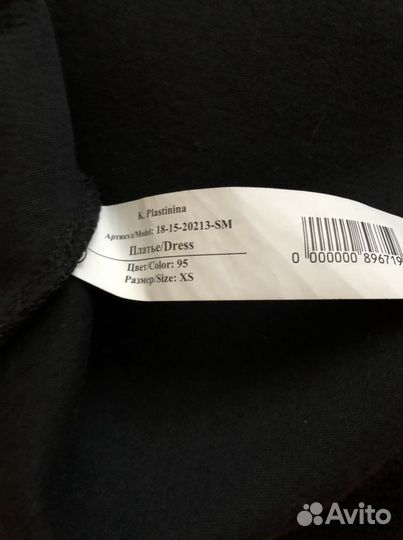 K. Plastinina
Артикул/Model: 18-15-20213-SM
Платье/Dress
Цвет/Color: 95
Размер/Size: XS
0 000000 896719
Avito